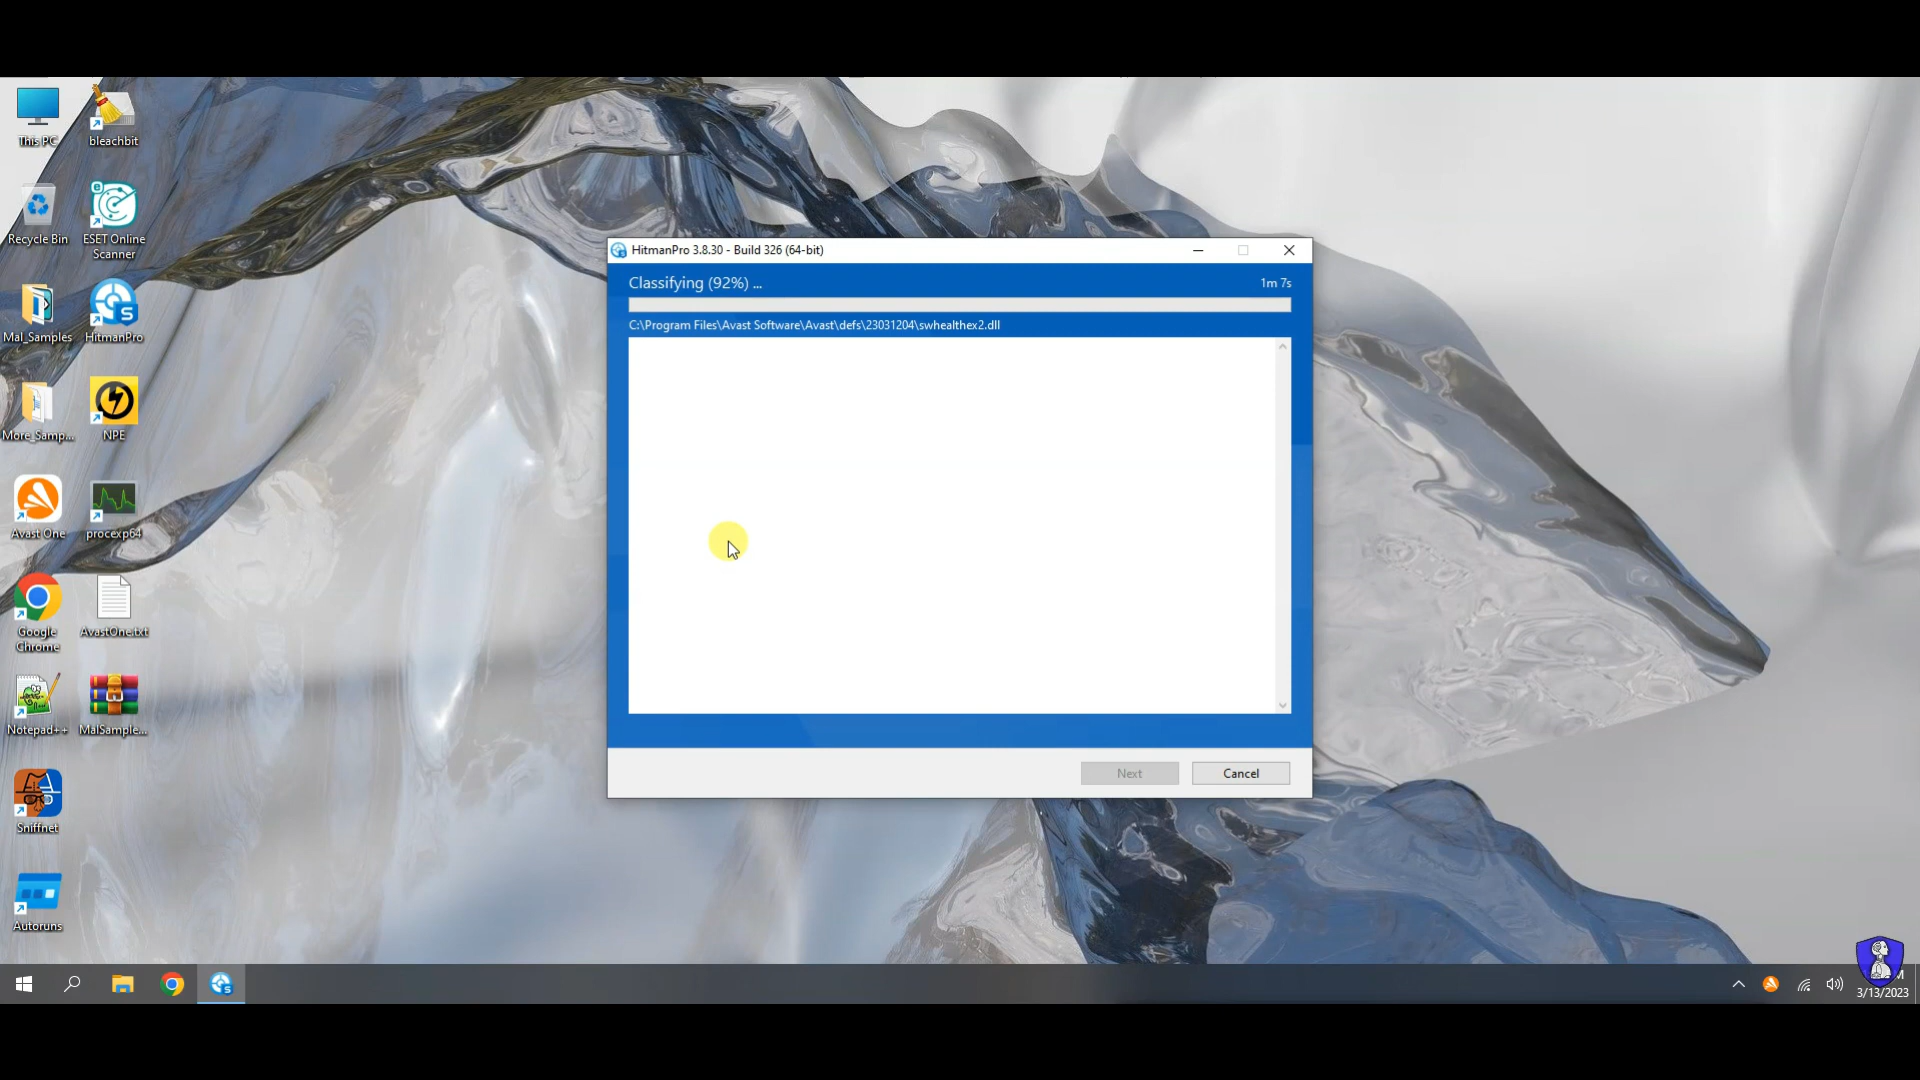 This PC
bleachbit
Recycle Bin
ESET Online
Scanner
Mal_Samples
HitmanPro
More_Samp...
NPE
Avast One
procexp64
Google
Chrome
AvastOne.txt
Notepad++
MalSample...
Sniffnet
Autoruns
HitmanPro 3.8.30 - Build 326 (64-bit)
Classifying (92%) ...
1m 7s
C:\Program Files\Avast Software\Avast\defs\23031204\swhealthex2.dll
Next
Cancel
3/13/2023